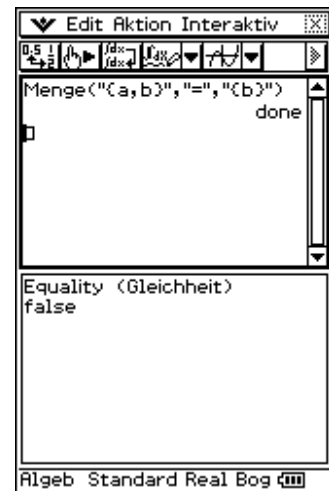 Edit Aktion Interaktiv
Menge("{a,b}","=","{b}")
done
Equality (Gleichheit)
false
Algeb Standard Real Bog